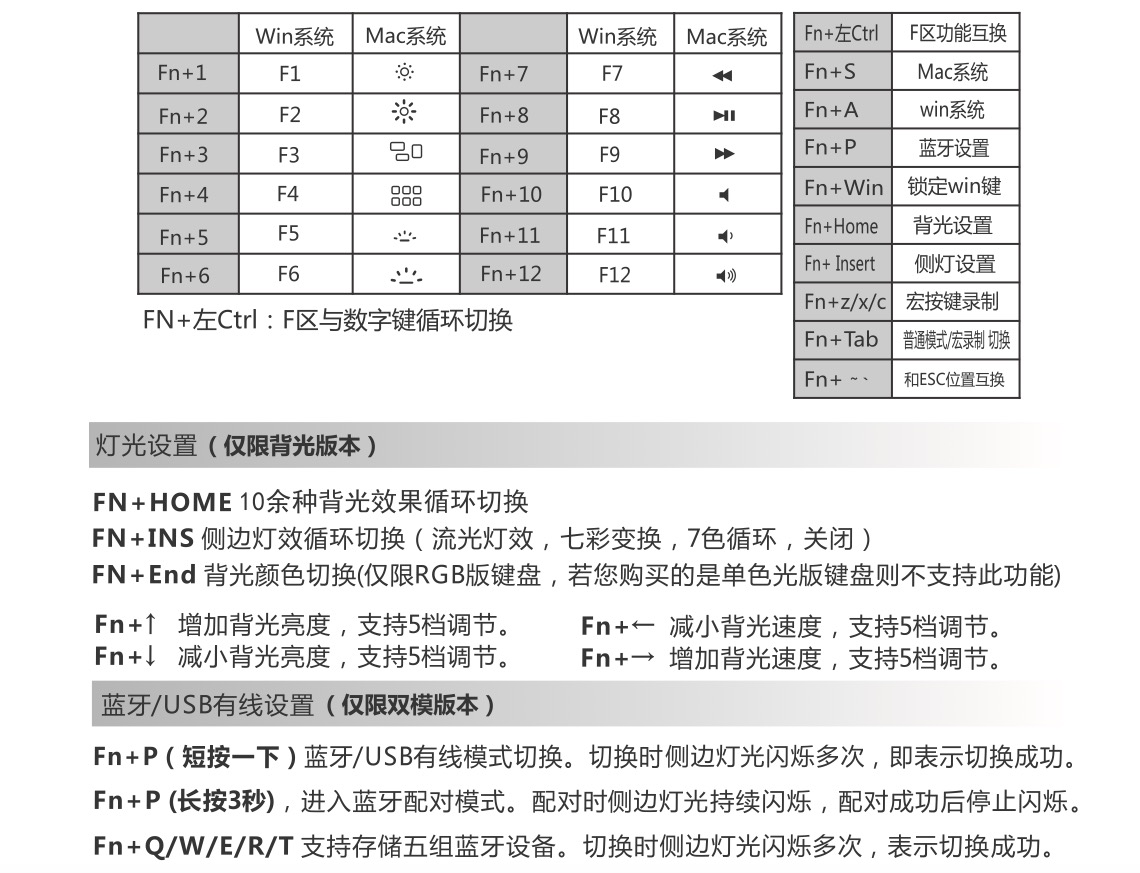 Win系统 Mac系统 Win系统 Mac系统
Fn+1 F1 Fn+7 F7
Fn+2 F2 Fn+8 F8
Fn+3 F3 Fn+9 F9
Fn+4 F4 Fn+10 F10
Fn+5 F5 Fn+11 F11
Fn+6 F6 Fn+12 F12
FN+左Ctrl：F区与数字键循环切换
Fn+左Ctrl F区功能互换
Fn+S Mac系统
Fn+A win系统
Fn+P 蓝牙设置
Fn+Win 锁定win键
Fn+Home 背光设置
Fn+ Insert 侧灯设置
Fn+z/x/c 宏按键录制
Fn+Tab 普通模式/宏录制 切换
Fn+ ~ ` 和ESC位置互换
灯光设置（仅限背光版本）
FN+HOME 10余种背光效果循环切换
FN+INS 侧边灯效循环切换（流光灯效，七彩变换，7色循环，关闭）
FN+End 背光颜色切换(仅限RGB版键盘，若您购买的是单色光版键盘则不支持此功能)
Fn+↑ 增加背光亮度，支持5档调节。 Fn+← 减小背光速度，支持5档调节。
Fn+↓ 减小背光亮度，支持5档调节。 Fn+→ 增加背光速度，支持5档调节。
蓝牙/USB有线设置（仅限双模版本）
Fn+P（短按一下）蓝牙/USB有线模式切换。切换时侧边灯光闪烁多次，即表示切换成功。
Fn+P (长按3秒)，进入蓝牙配对模式。配对时侧边灯光持续闪烁，配对成功后停止闪烁。
Fn+Q/W/E/R/T 支持存储五组蓝牙设备。切换时侧边灯光闪烁多次，表示切换成功。